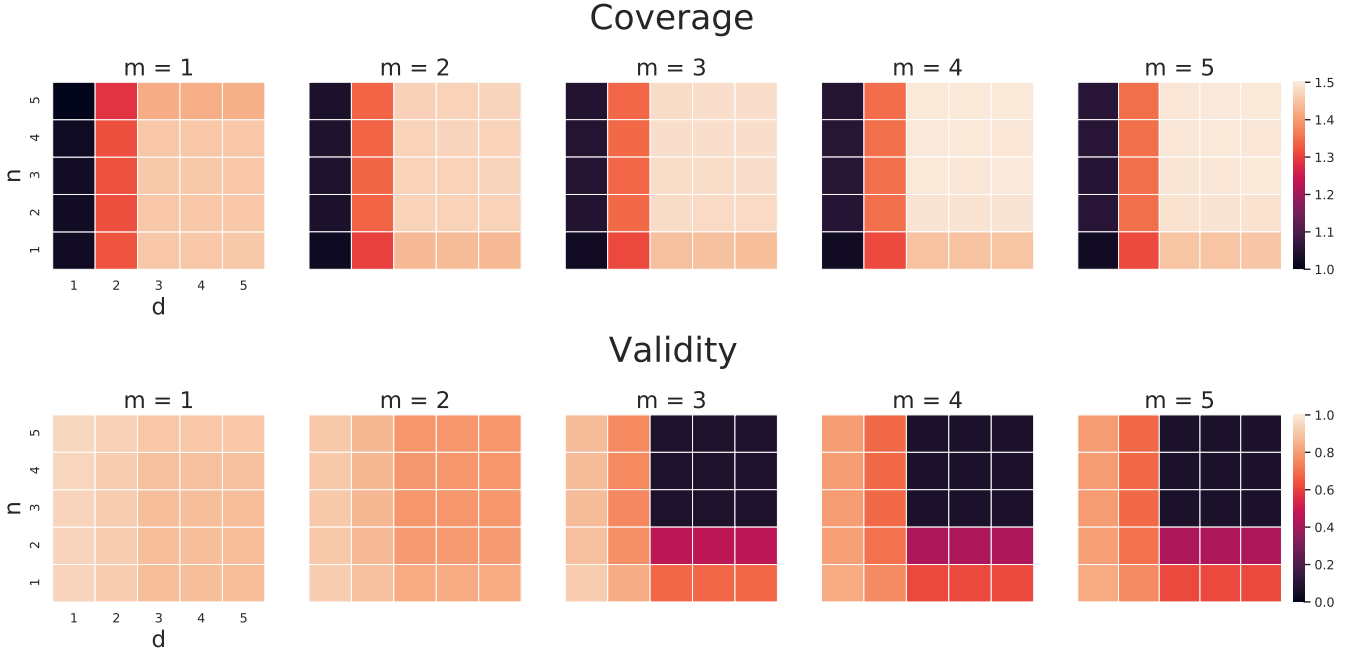 Coverage
m = 1
m = 2
m = 3
m = 4
m = 5
n
5
4
3
2
1
1 2 3 4 5
d
1.5
1.4
1.3
1.2
1.1
1.0
Validity
m = 1
m = 2
m = 3
m = 4
m = 5
n
5
4
3
2
1
1 2 3 4 5
d
1.0
0.8
0.6
0.4
0.2
0.0